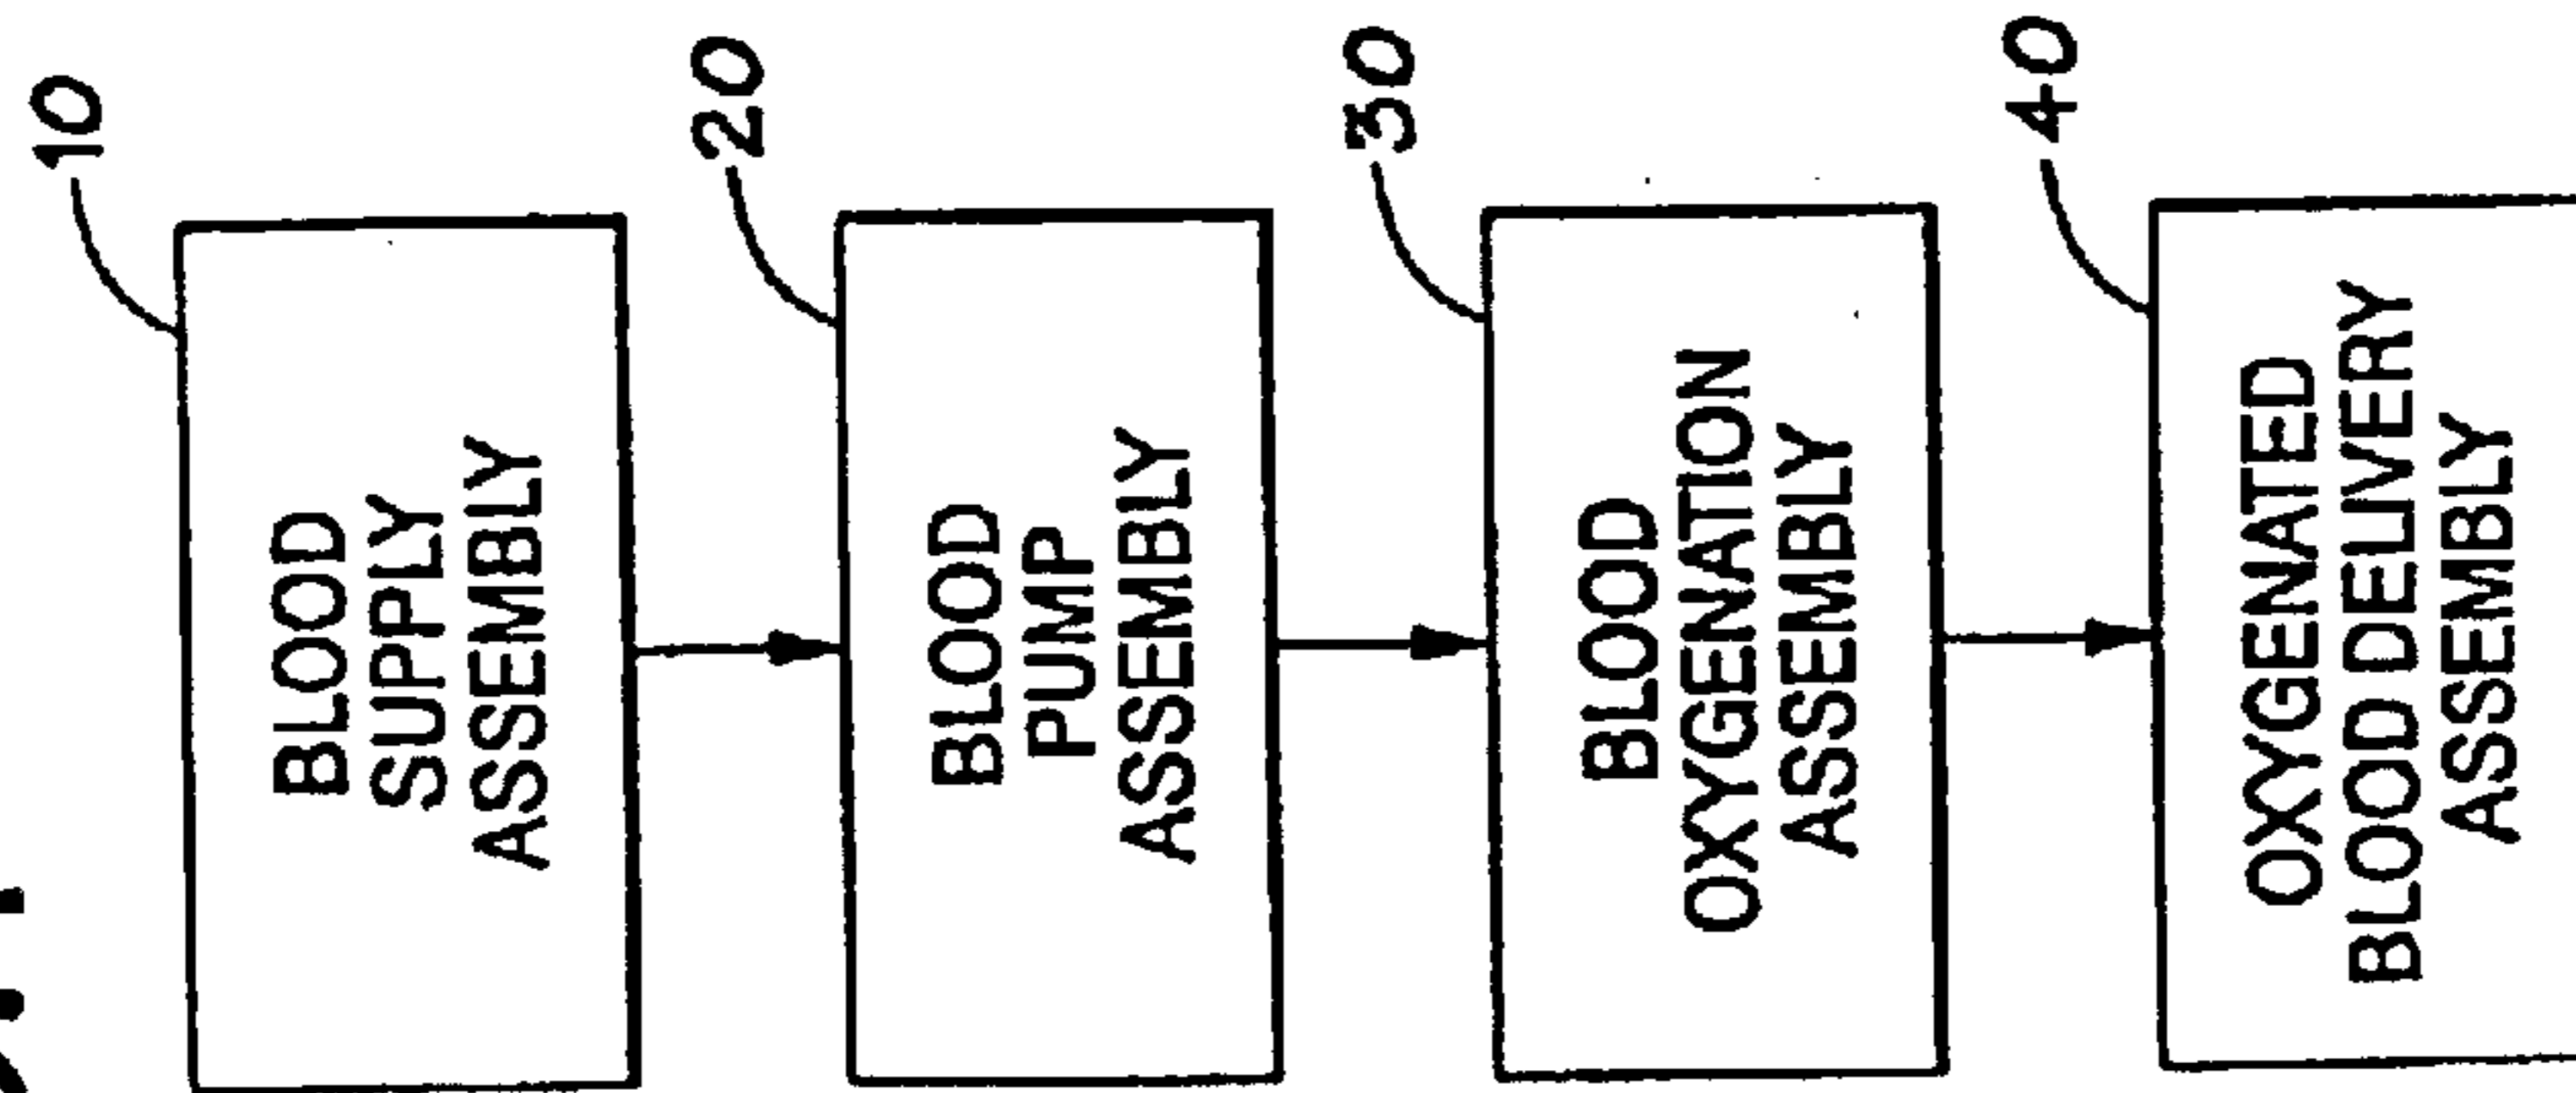 10
BLOOD
SUPPLY
ASSEMBLY
20
BLOOD
PUMP
ASSEMBLY
30
BLOOD
OXYGENATION
ASSEMBLY
40
OXYGENATED
BLOOD DELIVERY
ASSEMBLY